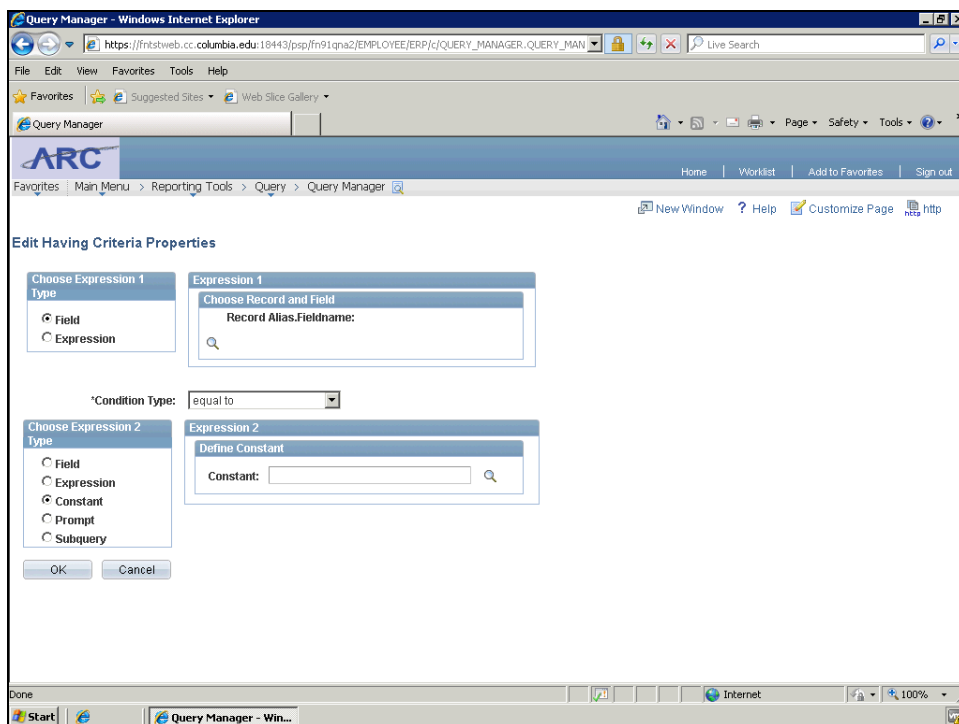 Query Manager - Windows Internet Explorer
https://fntstweb.cc.columbia.edu:18443/psp/fn91qna2/EMPLOYEE/ERP/c/QUERY_MANAGER.QUERY_MAN
Live Search
File Edit View Favorites Tools Help
Favorites Suggested Sites Web Slice Gallery
Query Manager
Page Safety Tools
ARC
Home | Worklist | Add to Favorites | Sign out
Favorites Main Menu > Reporting Tools > Query > Query Manager
New Window ? Help Customize Page http
Edit Having Criteria Properties
Choose Expression 1 Type
Field
Expression
Expression 1
Choose Record and Field
Record Alias.Fieldname:
*Condition Type: equal to
Choose Expression 2 Type
Field
Expression
Constant
Prompt
Subquery
Expression 2
Define Constant
Constant:
OK Cancel
Done Internet 100%
Start Query Manager - Win...